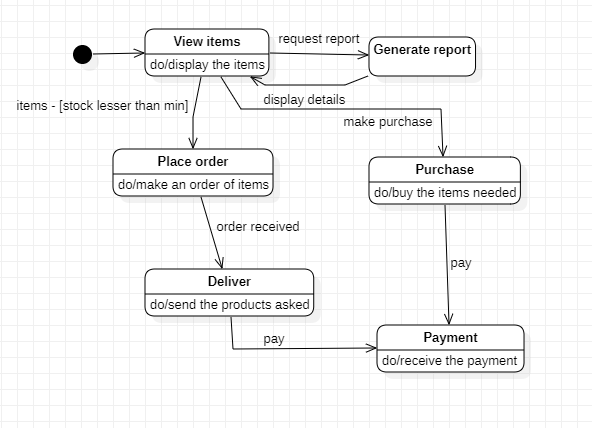 View items
do/display the items
request report
Generate report
display details
items - [stock lesser than min]
make purchase
Place order
do/make an order of items
Purchase
do/buy the items needed
order received
pay
Deliver
do/send the products asked
pay
Payment
do/receive the payment